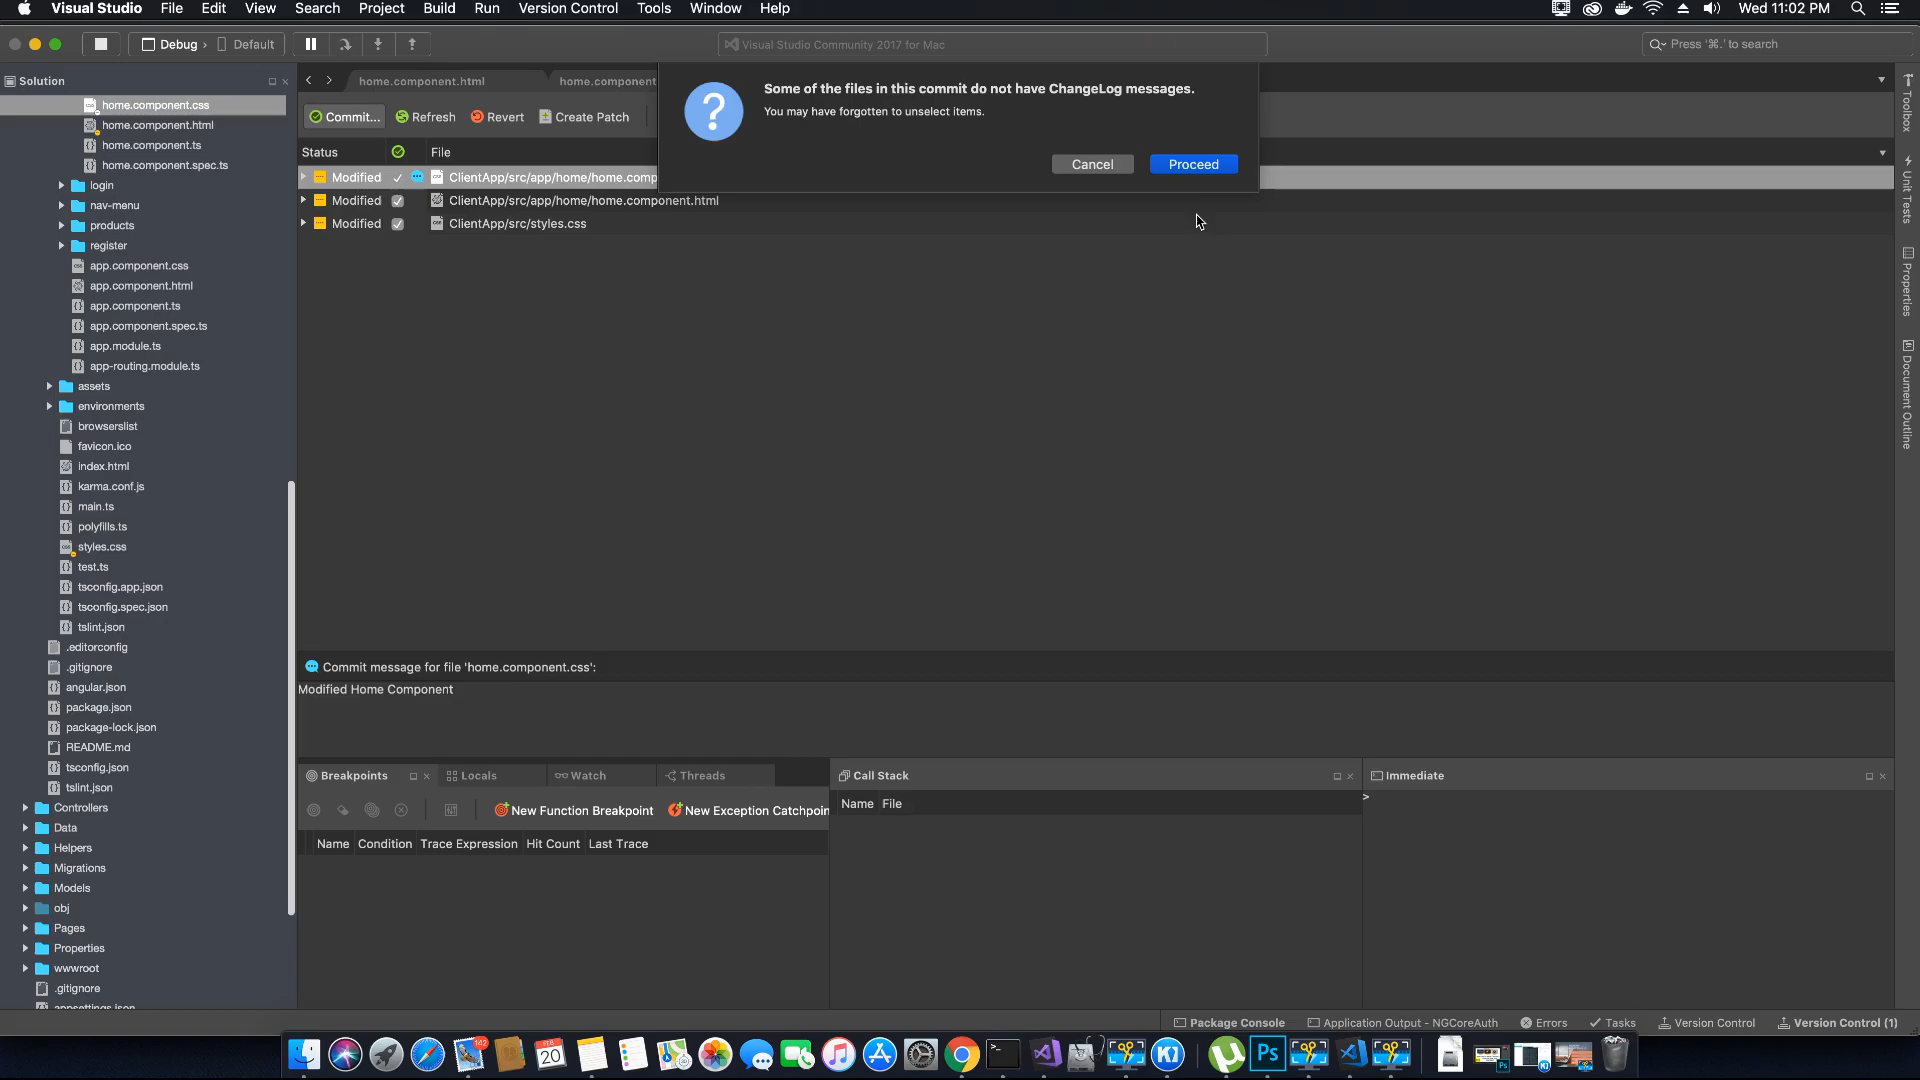 Visual Studio File Edit View Search Project Build Run Version Control Tools Window Help Wed 11:02 PM
Debug › Default Visual Studio Community 2017 for Mac Press '⌘.' to search
Solution
home.component.css
home.component.html
home.component.ts
home.component.spec.ts
login
nav-menu
products
register
app.component.css
app.component.html
app.component.ts
app.component.spec.ts
app.module.ts
app-routing.module.ts
assets
environments
browserslist
favicon.ico
index.html
karma.conf.js
main.ts
polyfills.ts
styles.css
test.ts
tsconfig.app.json
tsconfig.spec.json
tslint.json
.editorconfig
.gitignore
angular.json
package.json
package-lock.json
README.md
tsconfig.json
tslint.json
Controllers
Data
Helpers
Migrations
Models
obj
Pages
Properties
wwwroot
.gitignore
appsettings.json
home.component.html home.component
Commit... Refresh Revert Create Patch
Status File
Modified ClientApp/src/app/home/home.comp
Modified ClientApp/src/app/home/home.component.html
Modified ClientApp/src/styles.css
Some of the files in this commit do not have ChangeLog messages.
You may have forgotten to unselect items.
Cancel Proceed
Commit message for file 'home.component.css':
Modified Home Component
Breakpoints Locals Watch Threads
New Function Breakpoint New Exception Catchpoin
Name Condition Trace Expression Hit Count Last Trace
Call Stack
Name File
Immediate
>
Toolbox
Unit Tests
Properties
Document Outline
Package Console Application Output - NGCoreAuth Errors Tasks Version Control Version Control (1)
142
FEB
20
Ps